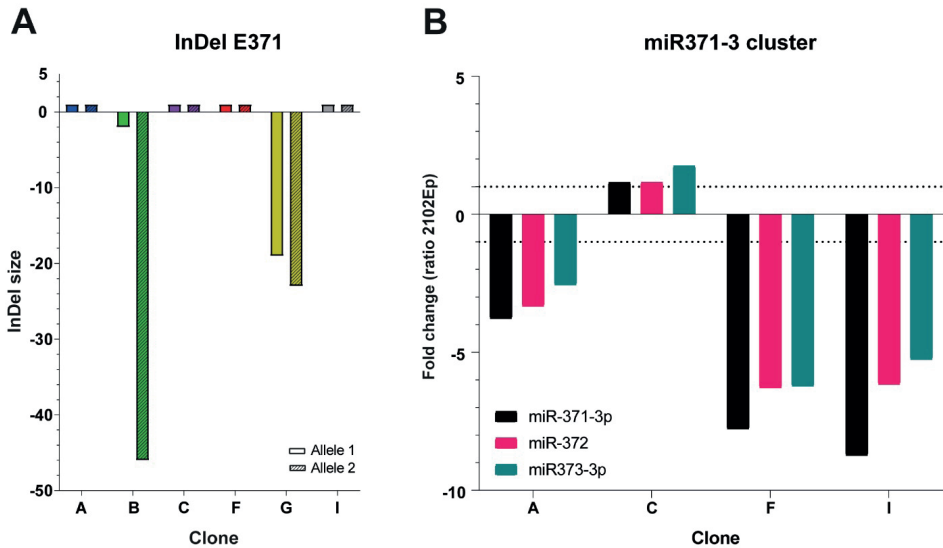 A
InDel E371
InDel size
5
0
-10
-20
-30
-40
-50
Allele 1
Allele 2
A B C F G I
Clone
B
miR371-3 cluster
Fold change (ratio 2102Ep)
5
0
-5
-10
miR-371-3p
miR-372
miR373-3p
A C F I
Clone